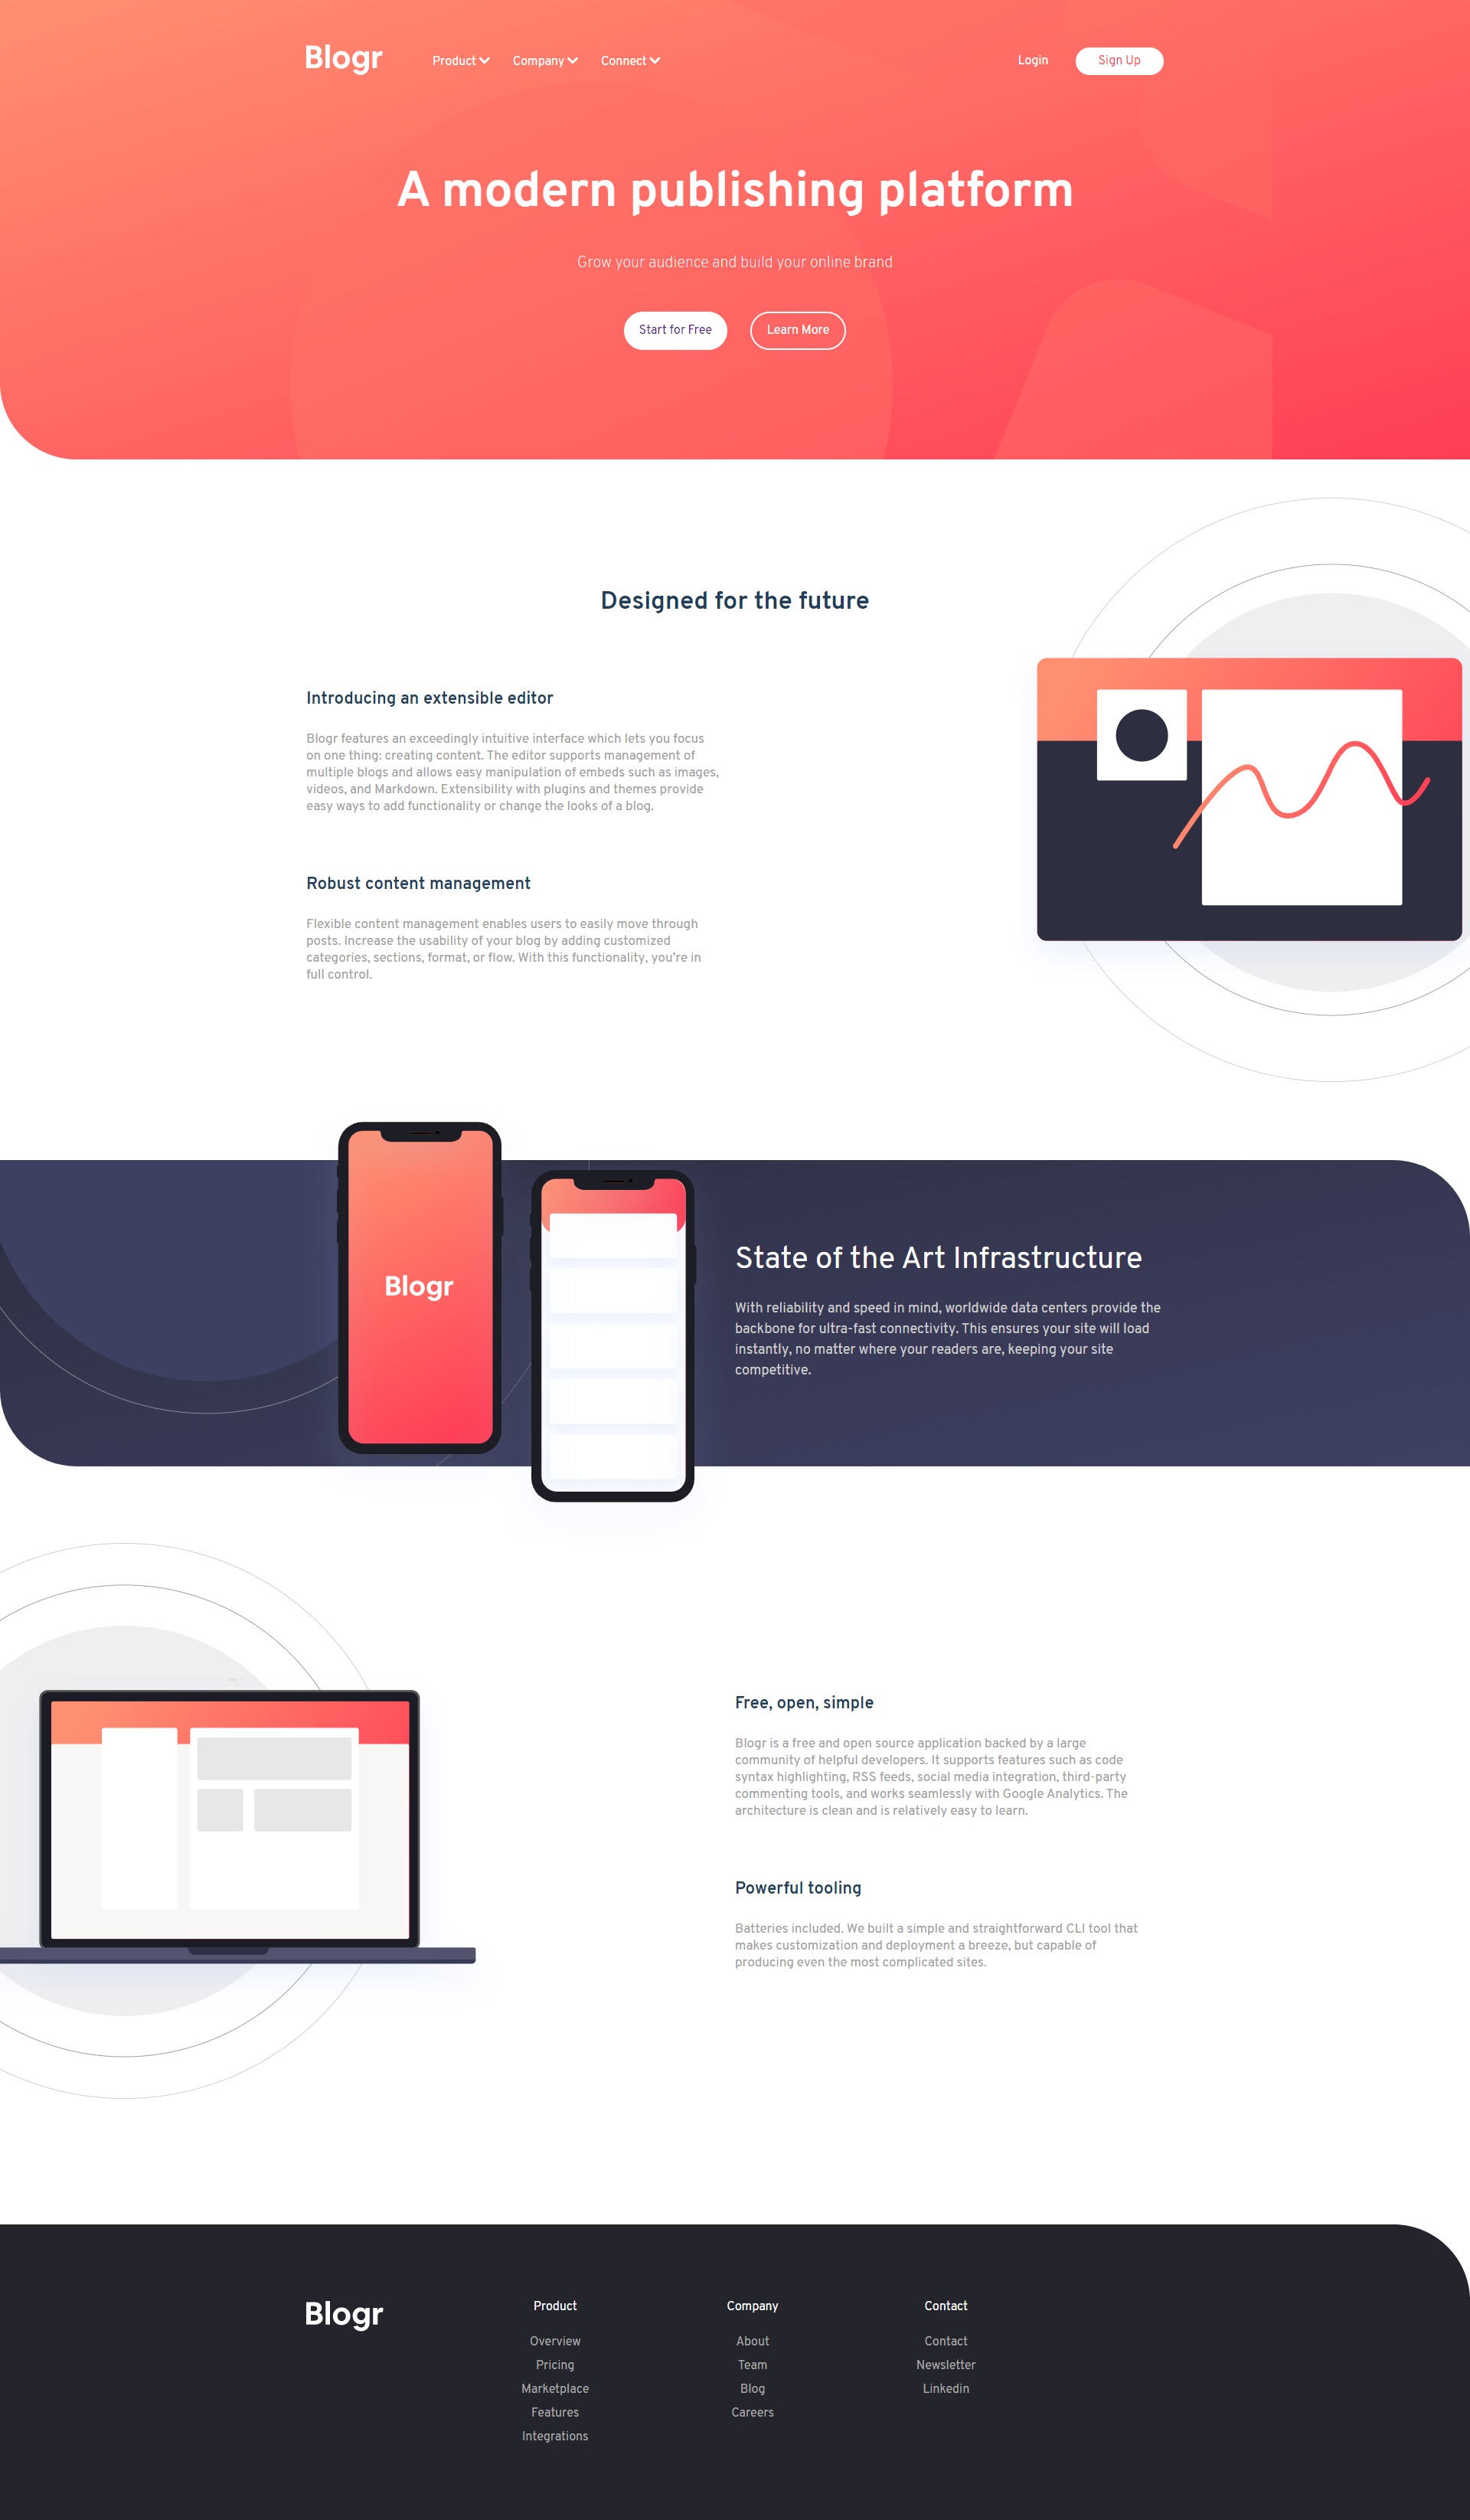 Blogr
Product
Company
Connect
Login
Sign Up
A modern publishing platform
Grow your audience and build your online brand
Start for Free
Learn More
Designed for the future
Introducing an extensible editor
Blogr features an exceedingly intuitive interface which lets you focus
on one thing: creating content. The editor supports management of
multiple blogs and allows easy manipulation of embeds such as images,
videos, and Markdown. Extensibility with plugins and themes provide
easy ways to add functionality or change the looks of a blog.
Robust content management
Flexible content management enables users to easily move through
posts. Increase the usability of your blog by adding customized
categories, sections, format, or flow. With this functionality, you're in
full control.
Blogr
State of the Art Infrastructure
With reliability and speed in mind, worldwide data centers provide the
backbone for ultra-fast connectivity. This ensures your site will load
instantly, no matter where your readers are, keeping your site
competitive.
Free, open, simple
Blogr is a free and open source application backed by a large
community of helpful developers. It supports features such as code
syntax highlighting, RSS feeds, social media integration, third-party
commenting tools, and works seamlessly with Google Analytics. The
architecture is clean and is relatively easy to learn.
Powerful tooling
Batteries included. We built a simple and straightforward CLI tool that
makes customization and deployment a breeze, but capable of
producing even the most complicated sites.
Blogr
Product
Overview
Pricing
Marketplace
Features
Integrations
Company
About
Team
Blog
Careers
Contact
Contact
Newsletter
Linkedin